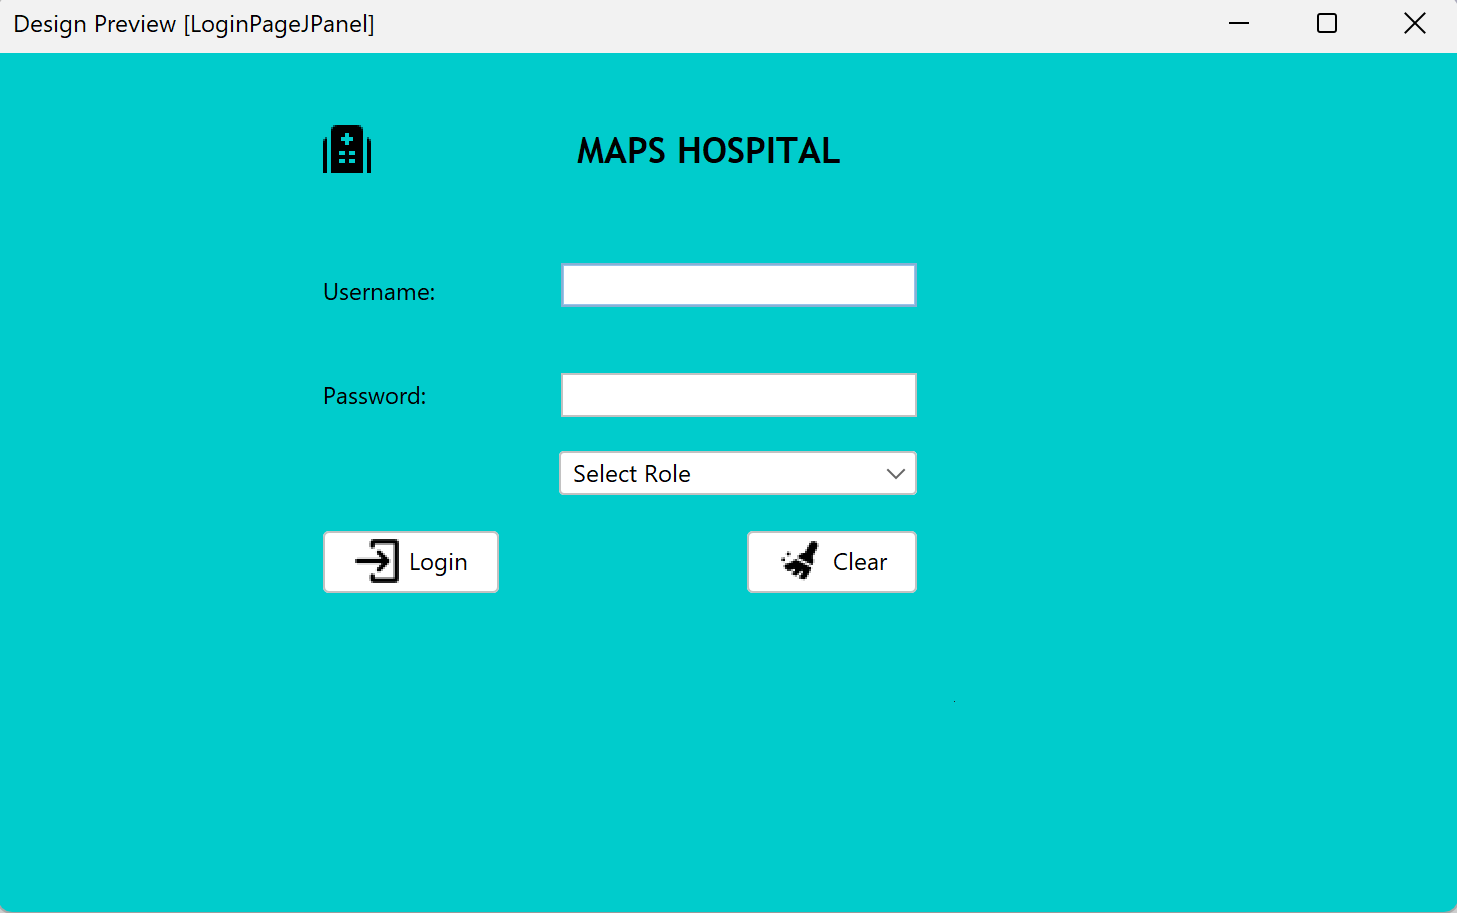 Design Preview [LoginPageJPanel]
MAPS HOSPITAL
Username:
Password:
Select Role
Login
Clear